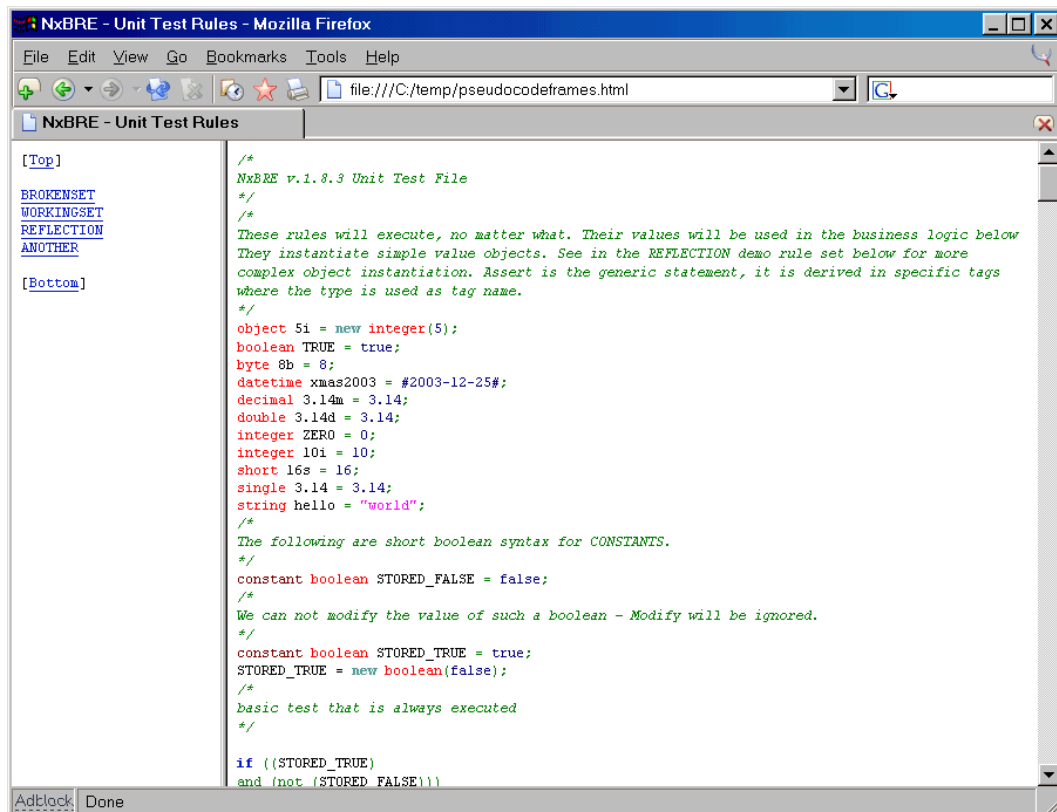 NxBRE - Unit Test Rules - Mozilla Firefox
File Edit View Go Bookmarks Tools Help
file:///C:/temp/pseudocodeframes.html
G
NxBRE - Unit Test Rules
[Top]
BROKENSET
WORKINGSET
REFLECTION
ANOTHER
[Bottom]
/*
NxBRE v.1.8.3 Unit Test File
*/
/*
These rules will execute, no matter what. Their values will be used in the business logic below
They instantiate simple value objects. See in the REFLECTION demo rule set below for more
complex object instantiation. Assert is the generic statement, it is derived in specific tags
where the type is used as tag name.
*/
object 5i = new integer(5);
boolean TRUE = true;
byte 8b = 8;
datetime xmas2003 = #2003-12-25#;
decimal 3.14m = 3.14;
double 3.14d = 3.14;
integer ZERO = 0;
integer 10i = 10;
short 16s = 16;
single 3.14 = 3.14;
string hello = "world";
/*
The following are short boolean syntax for CONSTANTS.
*/
constant boolean STORED_FALSE = false;
/*
We can not modify the value of such a boolean - Modify will be ignored.
*/
constant boolean STORED_TRUE = true;
STORED_TRUE = new boolean(false);
/*
basic test that is always executed
*/
if ((STORED_TRUE)
and (not (STORED_FALSE)))
Adblock Done